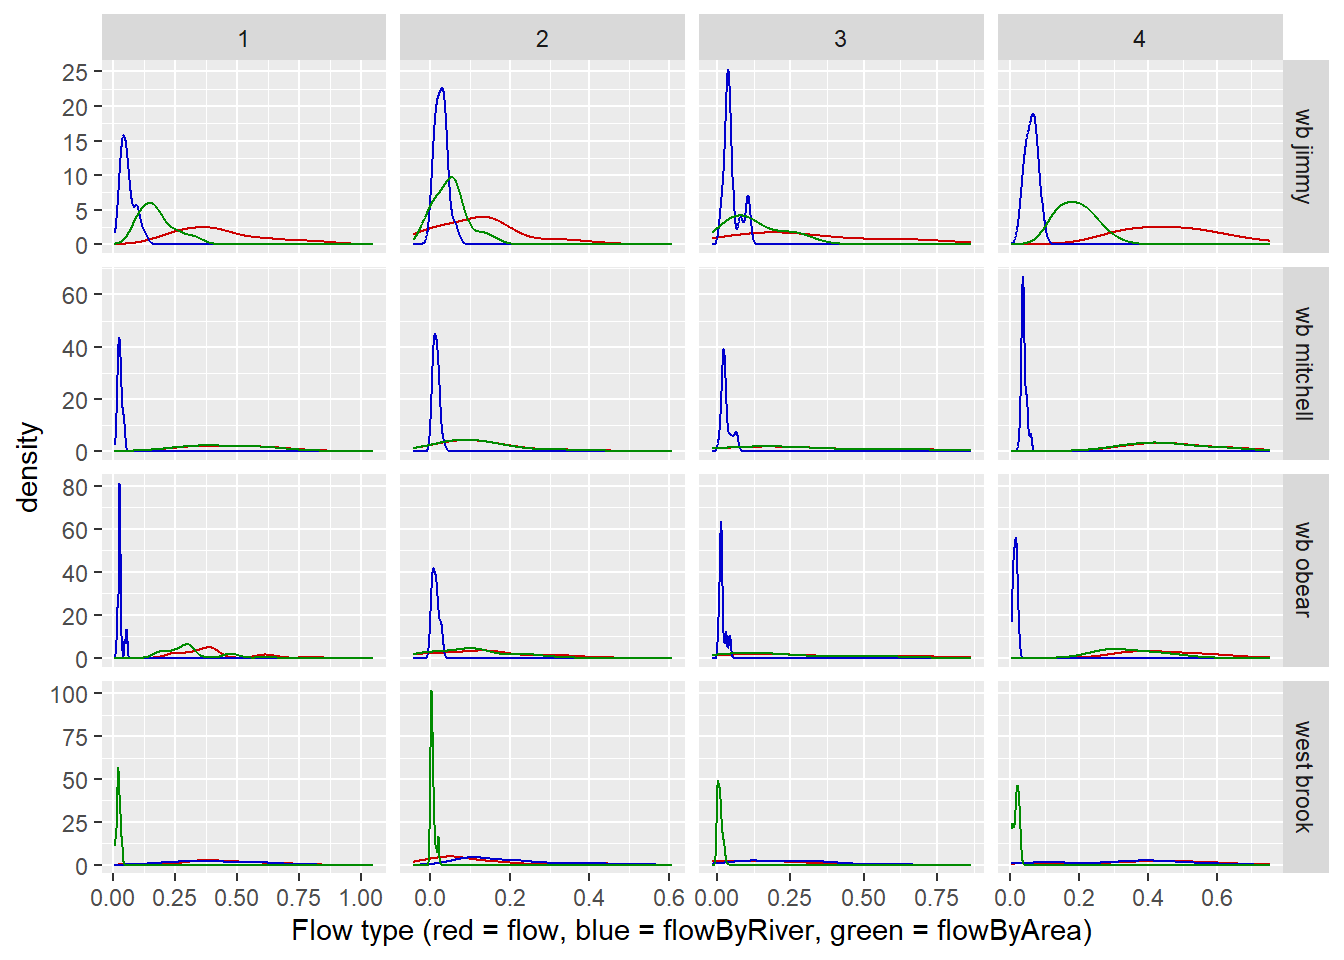 1 2 3 4
25
20
15
10
5
0
wb jimmy
60
40
20
0
wb mitchell
80
60
40
20
0
wb obear
100
75
50
25
0
west brook
density
0.00 0.25 0.50 0.75 1.00 0.0 0.2 0.4 0.6 0.00 0.25 0.50 0.75 0.0 0.2 0.4 0.6
Flow type (red = flow, blue = flowByRiver, green = flowByArea)